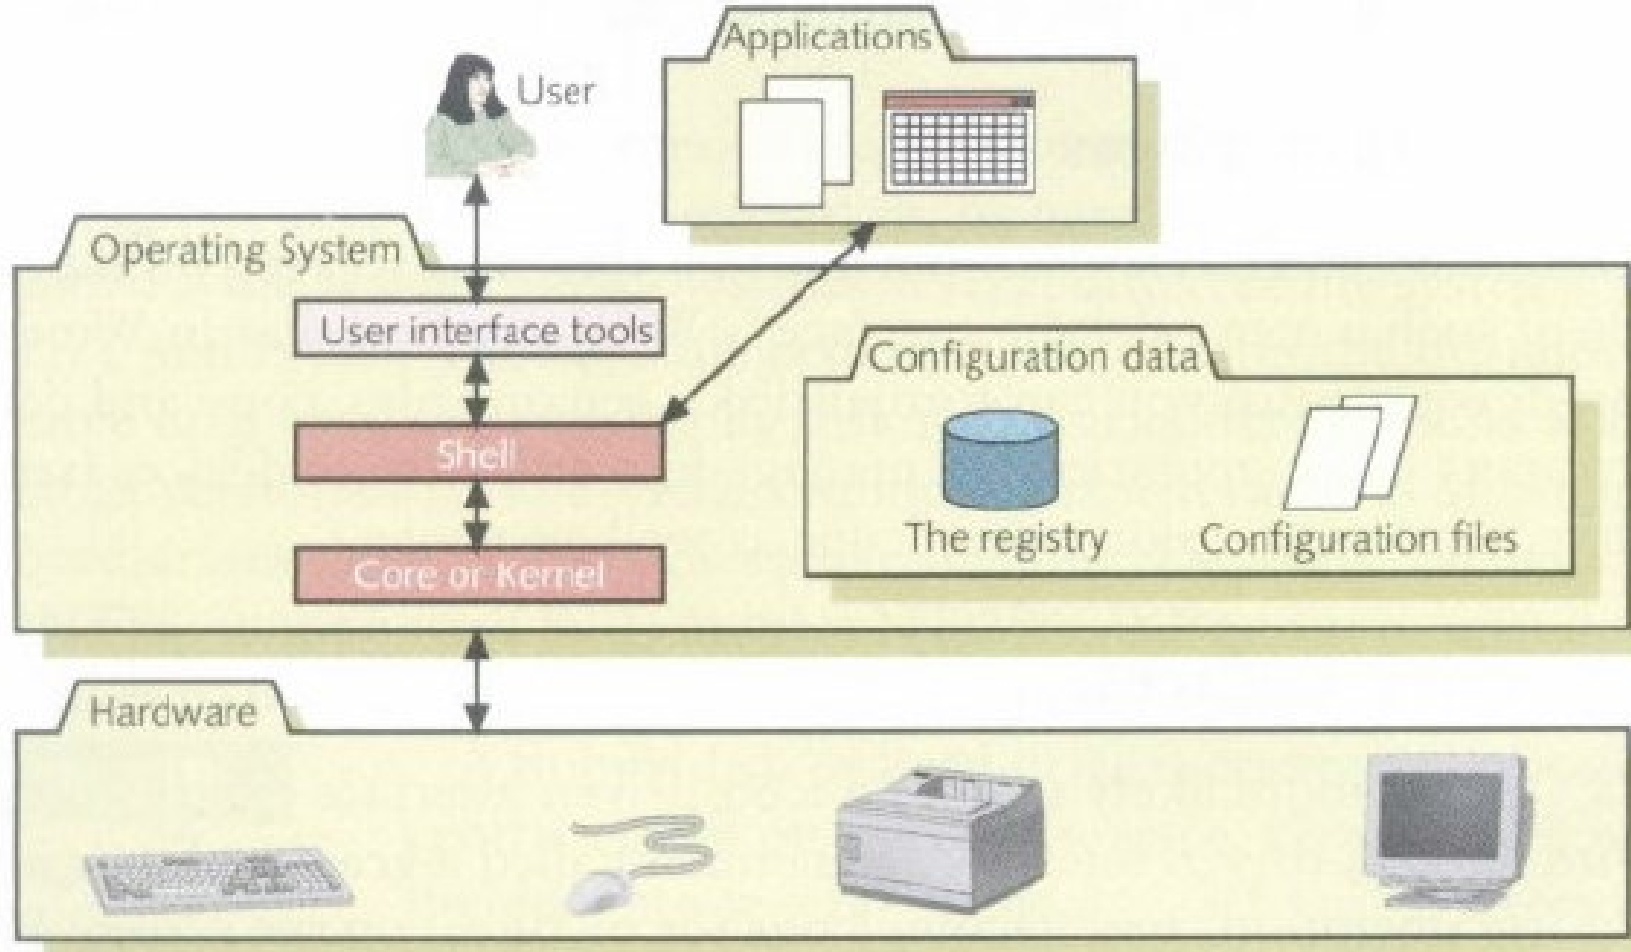 Applications
User
Operating System
User interface tools
Configuration data
Shell
The registry
Configuration files
Core or Kernel
Hardware